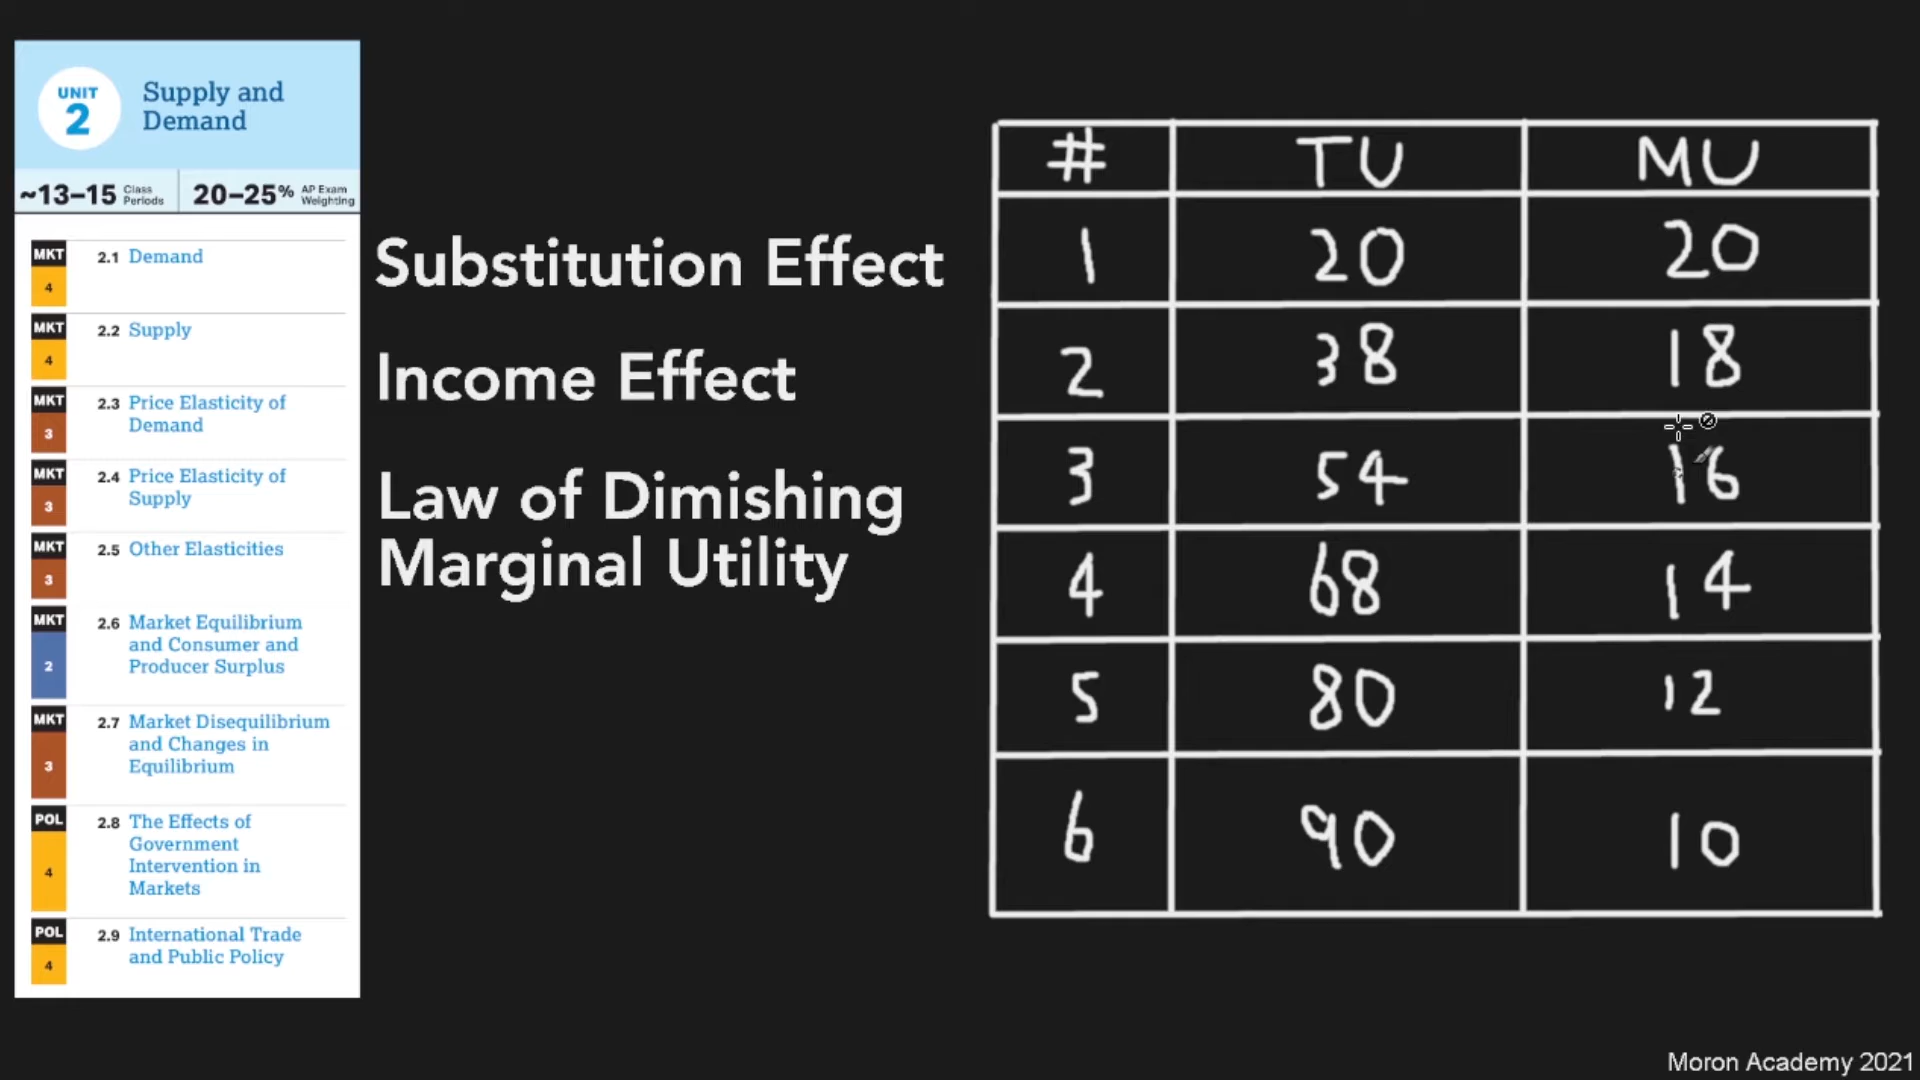 UNIT
2
Supply and
Demand
~13–15 Class Periods
20–25% AP Exam Weighting
MKT
4
2.1 Demand
MKT
4
2.2 Supply
MKT
3
2.3 Price Elasticity of
Demand
MKT
3
2.4 Price Elasticity of
Supply
MKT
3
2.5 Other Elasticities
MKT
2
2.6 Market Equilibrium
and Consumer and
Producer Surplus
MKT
3
2.7 Market Disequilibrium
and Changes in
Equilibrium
POL
4
2.8 The Effects of
Government
Intervention in
Markets
POL
4
2.9 International Trade
and Public Policy
Substitution Effect
Income Effect
Law of Dimishing
Marginal Utility
# TU MU
1 20 20
2 38 18
3 54 16
4 68 14
5 80 12
6 90 10
Moron Academy 2021